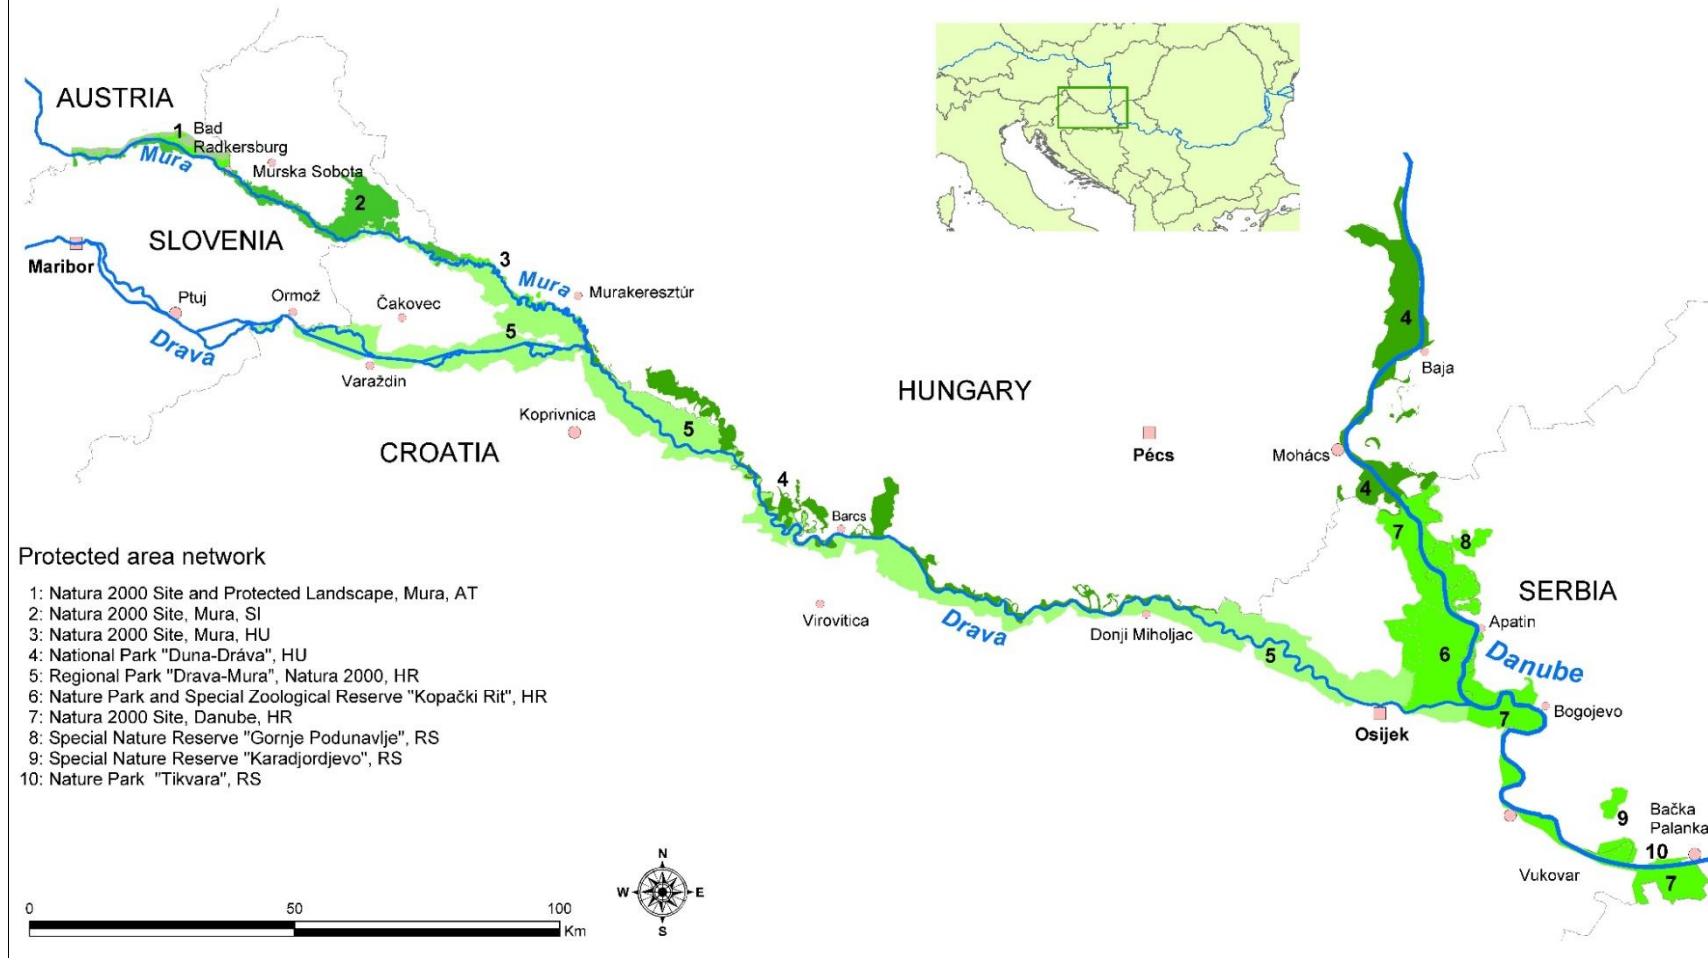 AUSTRIA
1
Bad
Radkersburg
Mura
Murska Sobota
2
SLOVENIA
Maribor
3
Mura
Murakeresztúr
Ptuj
Ormož
Čakovec
Drava
5
Varaždin
4
Baja
HUNGARY
Koprivnica
5
CROATIA
Pécs
Mohács
4
4
Barcs
7
8
SERBIA
Virovitica
Drava
Donji Miholjac
5
6
Apatin
Danube
Bogojevo
7
Osijek
Protected area network
1: Natura 2000 Site and Protected Landscape, Mura, AT
2: Natura 2000 Site, Mura, SI
3: Natura 2000 Site, Mura, HU
4: National Park "Duna-Dráva", HU
5: Regional Park "Drava-Mura", Natura 2000, HR
6: Nature Park and Special Zoological Reserve "Kopački Rit", HR
7: Natura 2000 Site, Danube, HR
8: Special Nature Reserve "Gornje Podunavlje", RS
9: Special Nature Reserve "Karadjordjevo", RS
10: Nature Park "Tikvara", RS
9
Bačka
Palanka
10
Vukovar
7
N
W E
S
0 50 100
Km